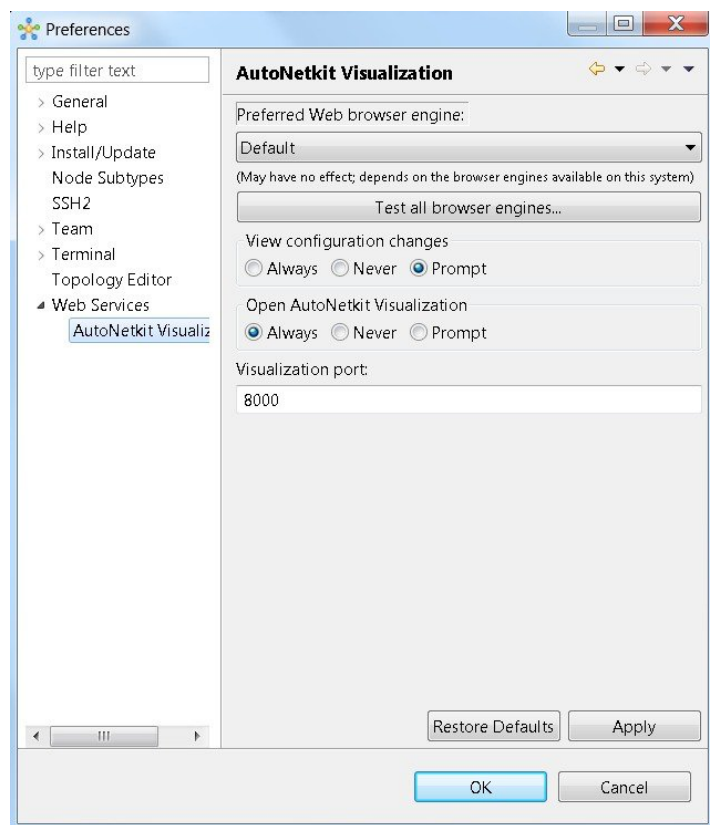 Preferences
type filter text
General
Help
Install/Update
Node Subtypes
SSH2
Team
Terminal
Topology Editor
Web Services
AutoNetkit Visualiz
AutoNetkit Visualization
Preferred Web browser engine:
Default
(May have no effect; depends on the browser engines available on this system)
Test all browser engines...
View configuration changes
Always Never Prompt
Open AutoNetkit Visualization
Always Never Prompt
Visualization port:
8000
Restore Defaults Apply
OK Cancel